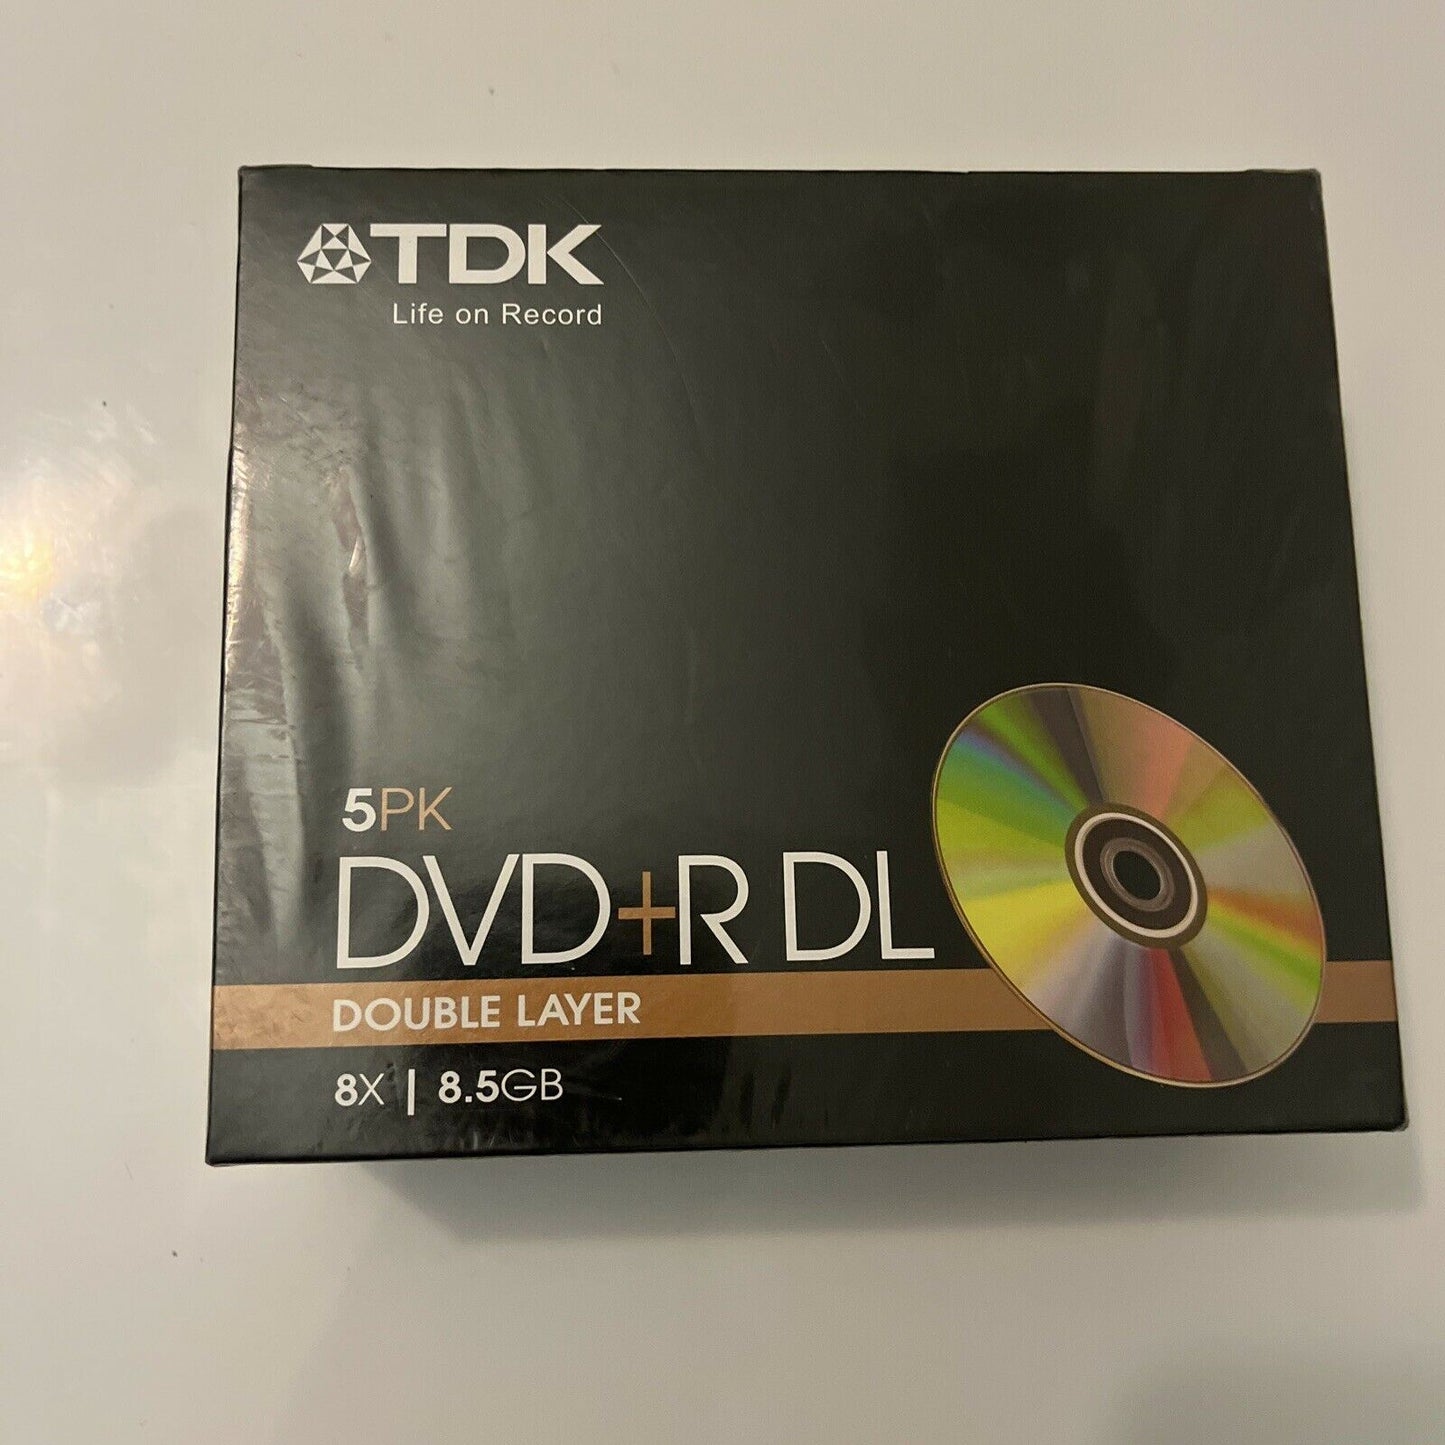 TDK
Life on Record
5PK
DVD+R DL
DOUBLE LAYER
8X | 8.5GB